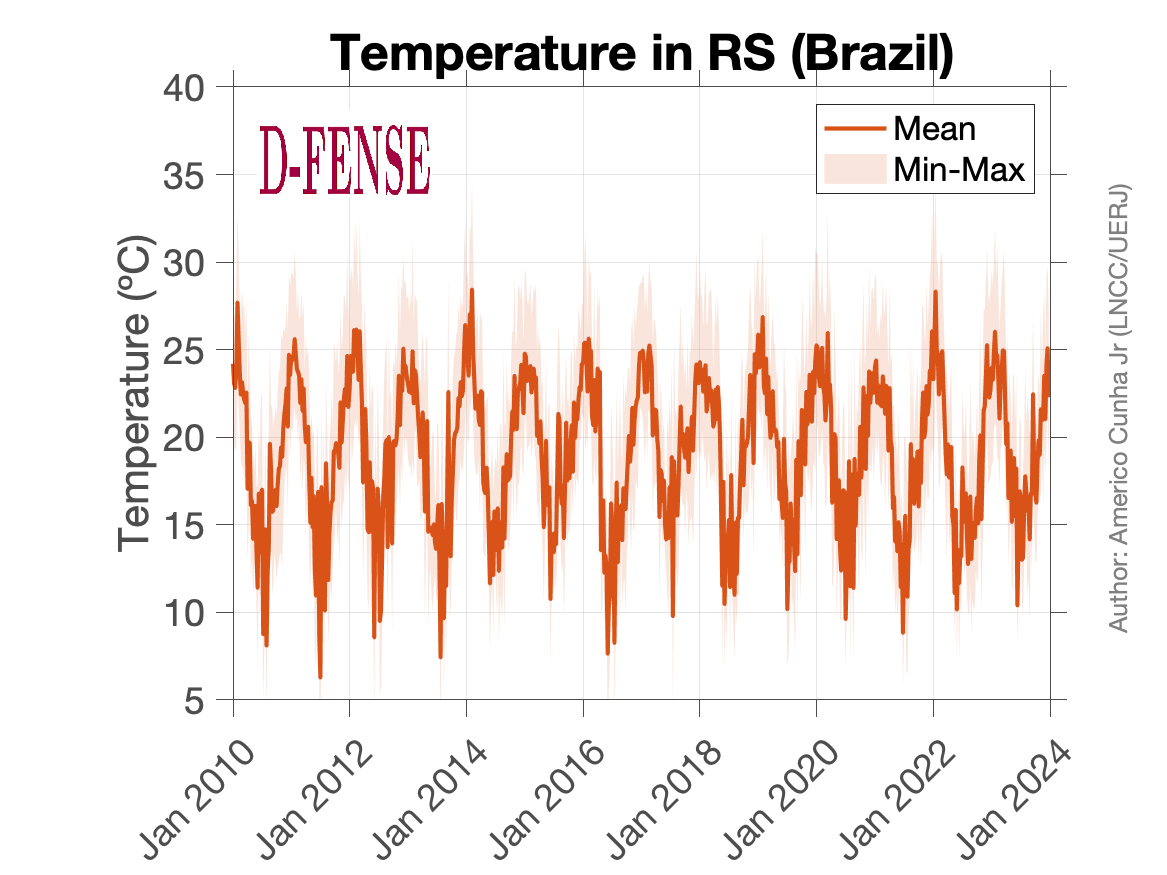 Temperature in RS (Brazil)
40
35
30
25
20
15
10
5
Temperature (ºC)
D-FENSE
Mean
Min-Max
Jan 2010
Jan 2012
Jan 2014
Jan 2016
Jan 2018
Jan 2020
Jan 2022
Jan 2024
Author: Americo Cunha Jr (LNCC/UERJ)